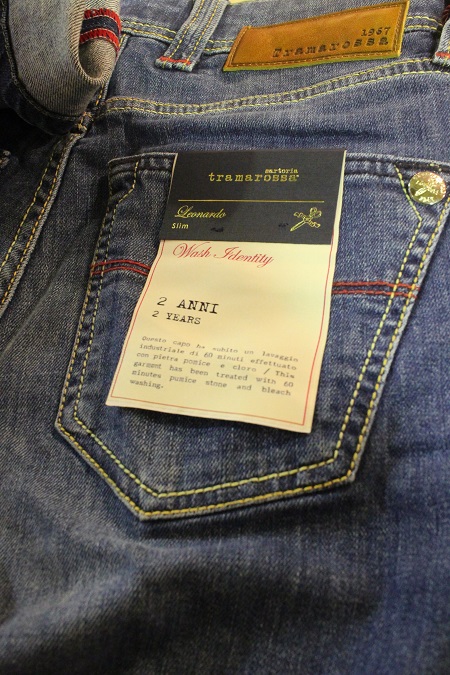 1967
Tramarossa
sartoria
tramarossa
Leonardo
Slim
Wash Identity
2 ANNI
2 YEARS
Questo capo ha subito un lavaggio
industriale di 60 minuti effettuato
con pietra pomice e cloro / This
garment has been treated with 60
minutes pumice stone and bleach
washing.